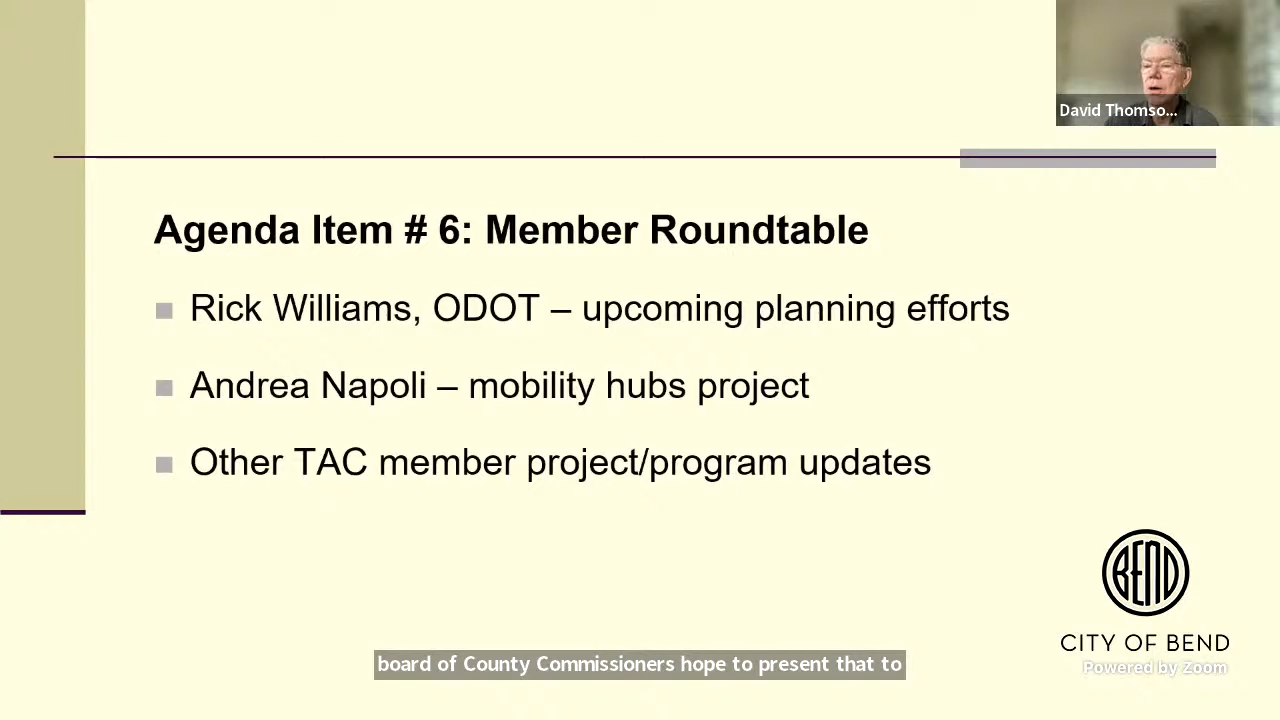 David Thomso...
Agenda Item # 6: Member Roundtable
Rick Williams, ODOT – upcoming planning efforts
Andrea Napoli – mobility hubs project
Other TAC member project/program updates
BEND
CITY OF BEND
Powered by Zoom
board of County Commissioners hope to present that to